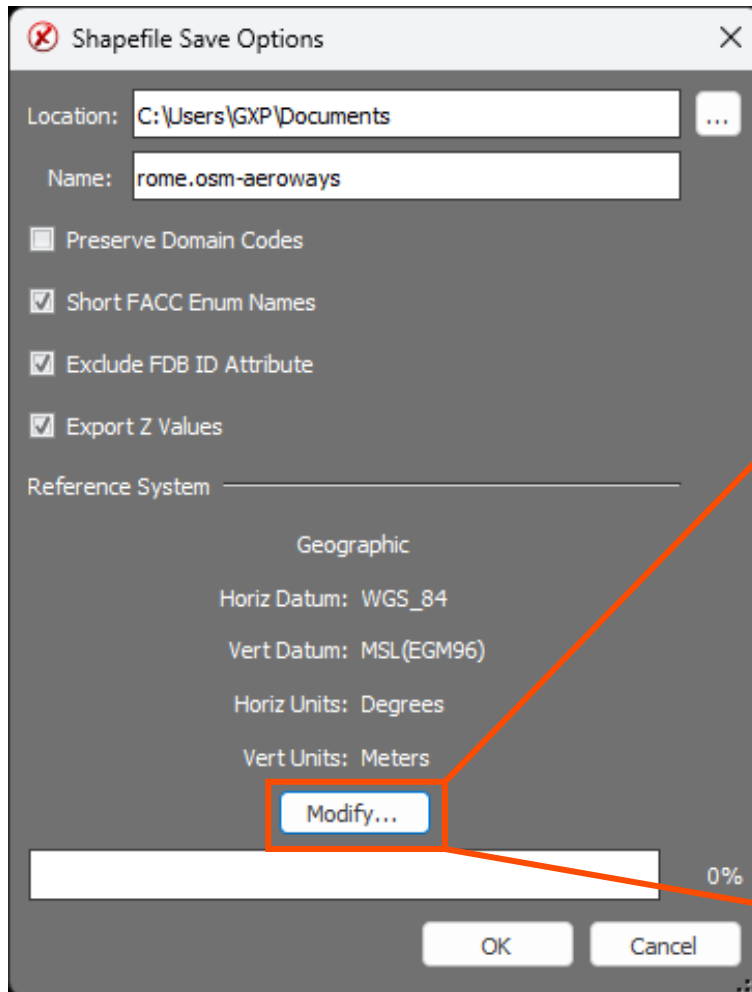 Shapefile Save Options
Location: C:\Users\GXP\Documents ...
Name: rome.osm-aeroways
Preserve Domain Codes
Short FACC Enum Names
Exclude FDB ID Attribute
Export Z Values
Reference System
Geographic
Horiz Datum: WGS_84
Vert Datum: MSL(EGM96)
Horiz Units: Degrees
Vert Units: Meters
Modify...
0%
OK Cancel